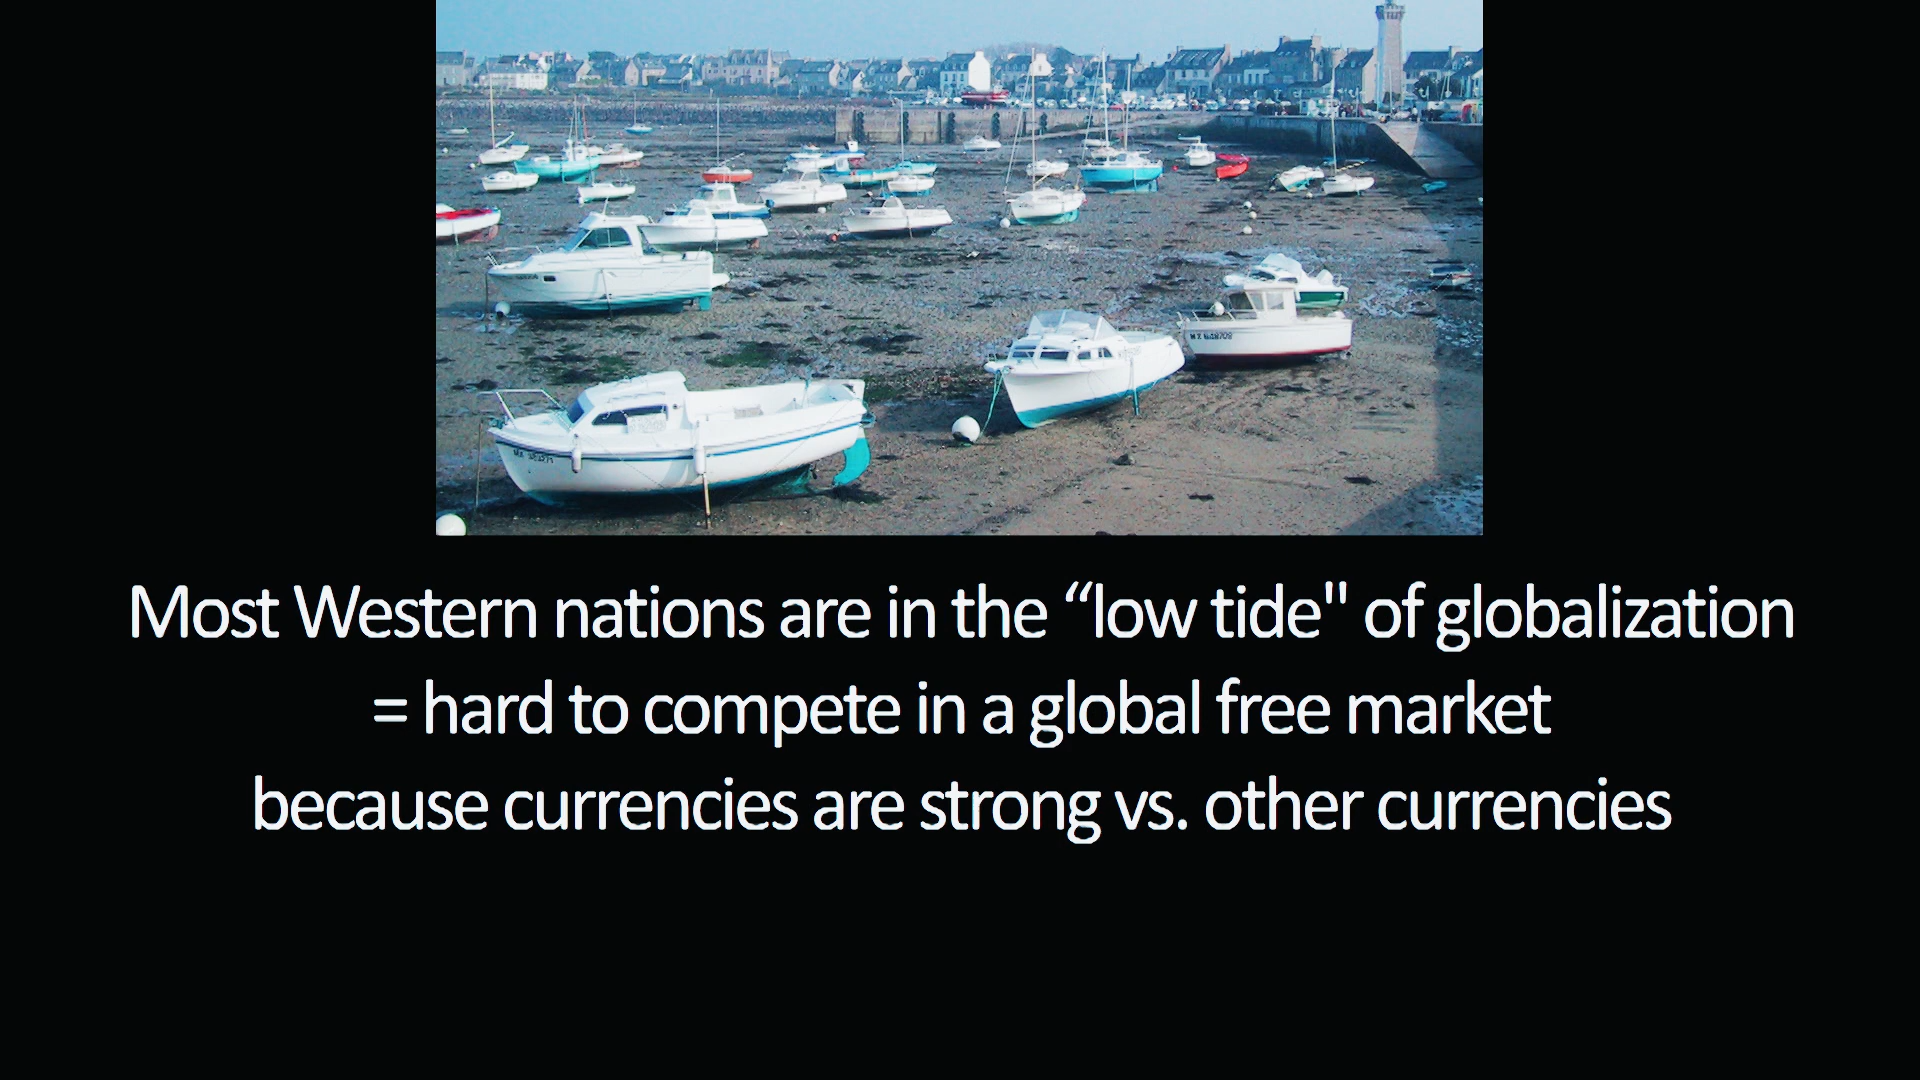 Most Western nations are in the “low tide" of globalization
= hard to compete in a global free market
because currencies are strong vs. other currencies